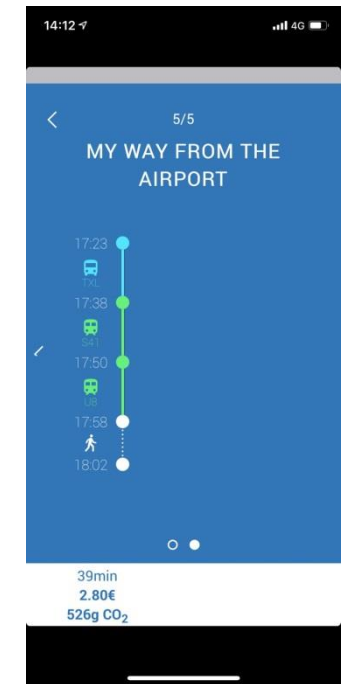 14:12
4G
5/5
MY WAY FROM THE
AIRPORT
17:23
TXL
17:38
S41
17:50
U8
17:58
18:02
39min
2.80€
526g CO₂